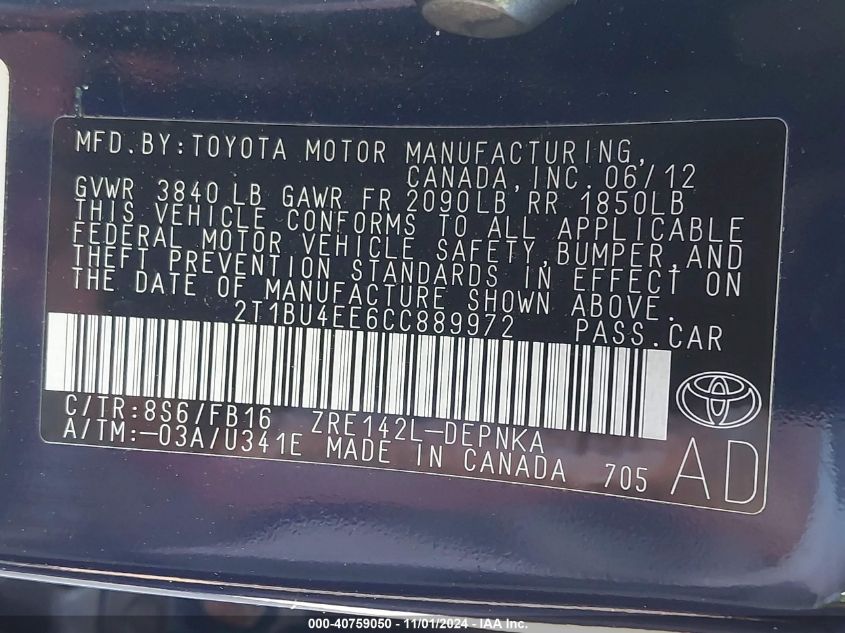 MFD.BY:TOYOTA MOTOR MANUFACTURING,
CANADA,INC.06/12
GVWR 3840 LB GAWR FR 2090LB RR 1850LB
THIS VEHICLE CONFORMS TO ALL APPLICABLE
FEDERAL MOTOR VEHICLE SAFETY,BUMPER,AND
THEFT PREVENTION STANDARDS IN EFFECT ON
THE DATE OF MANUFACTURE SHOWN ABOVE.
2T1BU4EE6CC889972 PASS.CAR
C/TR:8S6/FB16 ZRE142L-DEPNKA
A/TM:-03A/U341E MADE IN CANADA 705
AD
000-40759050 - 11/01/2024 - IAA Inc.